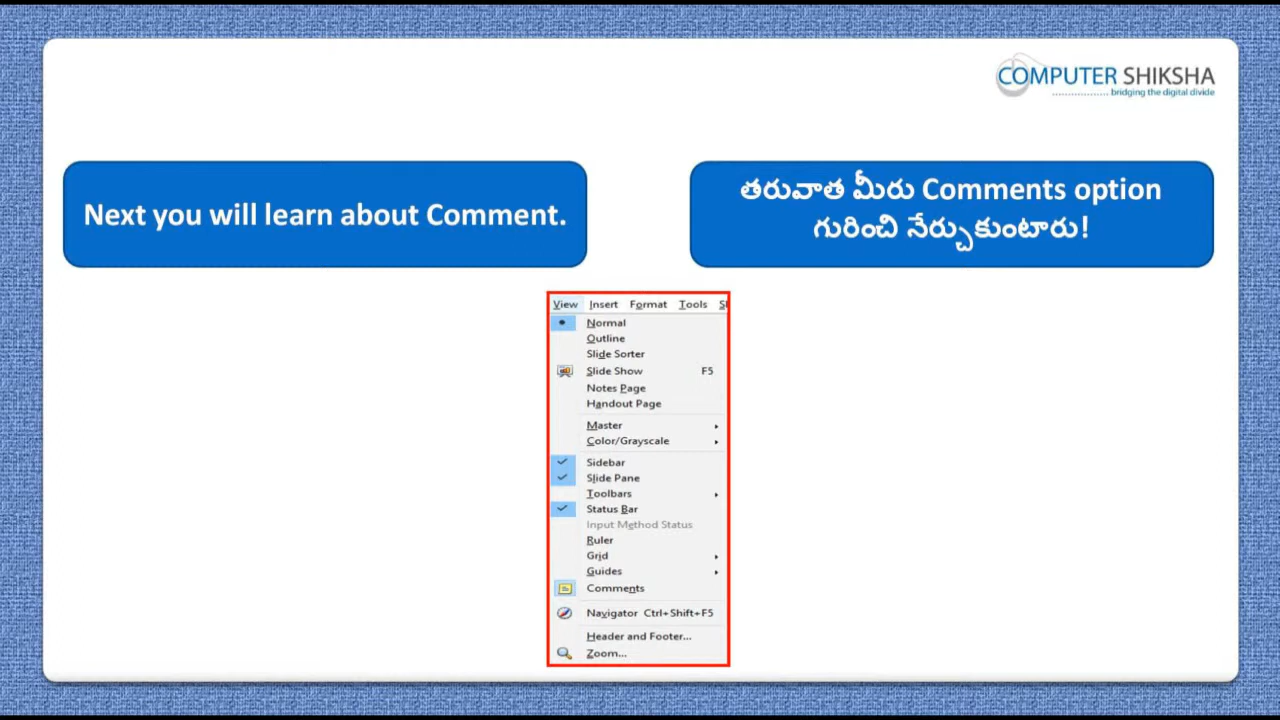 COMPUTER SHIKSHA
bridging the digital divide
Next you will learn about Comment.
తరువాత మీరు Comments option
గురించి నేర్చుకుంటారు!
View Insert Format Tools Sl
Normal
Outline
Slide Sorter
Slide Show F5
Notes Page
Handout Page
Master
Color/Grayscale
Sidebar
Slide Pane
Toolbars
Status Bar
Input Method Status
Ruler
Grid
Guides
Comments
Navigator Ctrl+Shift+F5
Header and Footer...
Zoom...